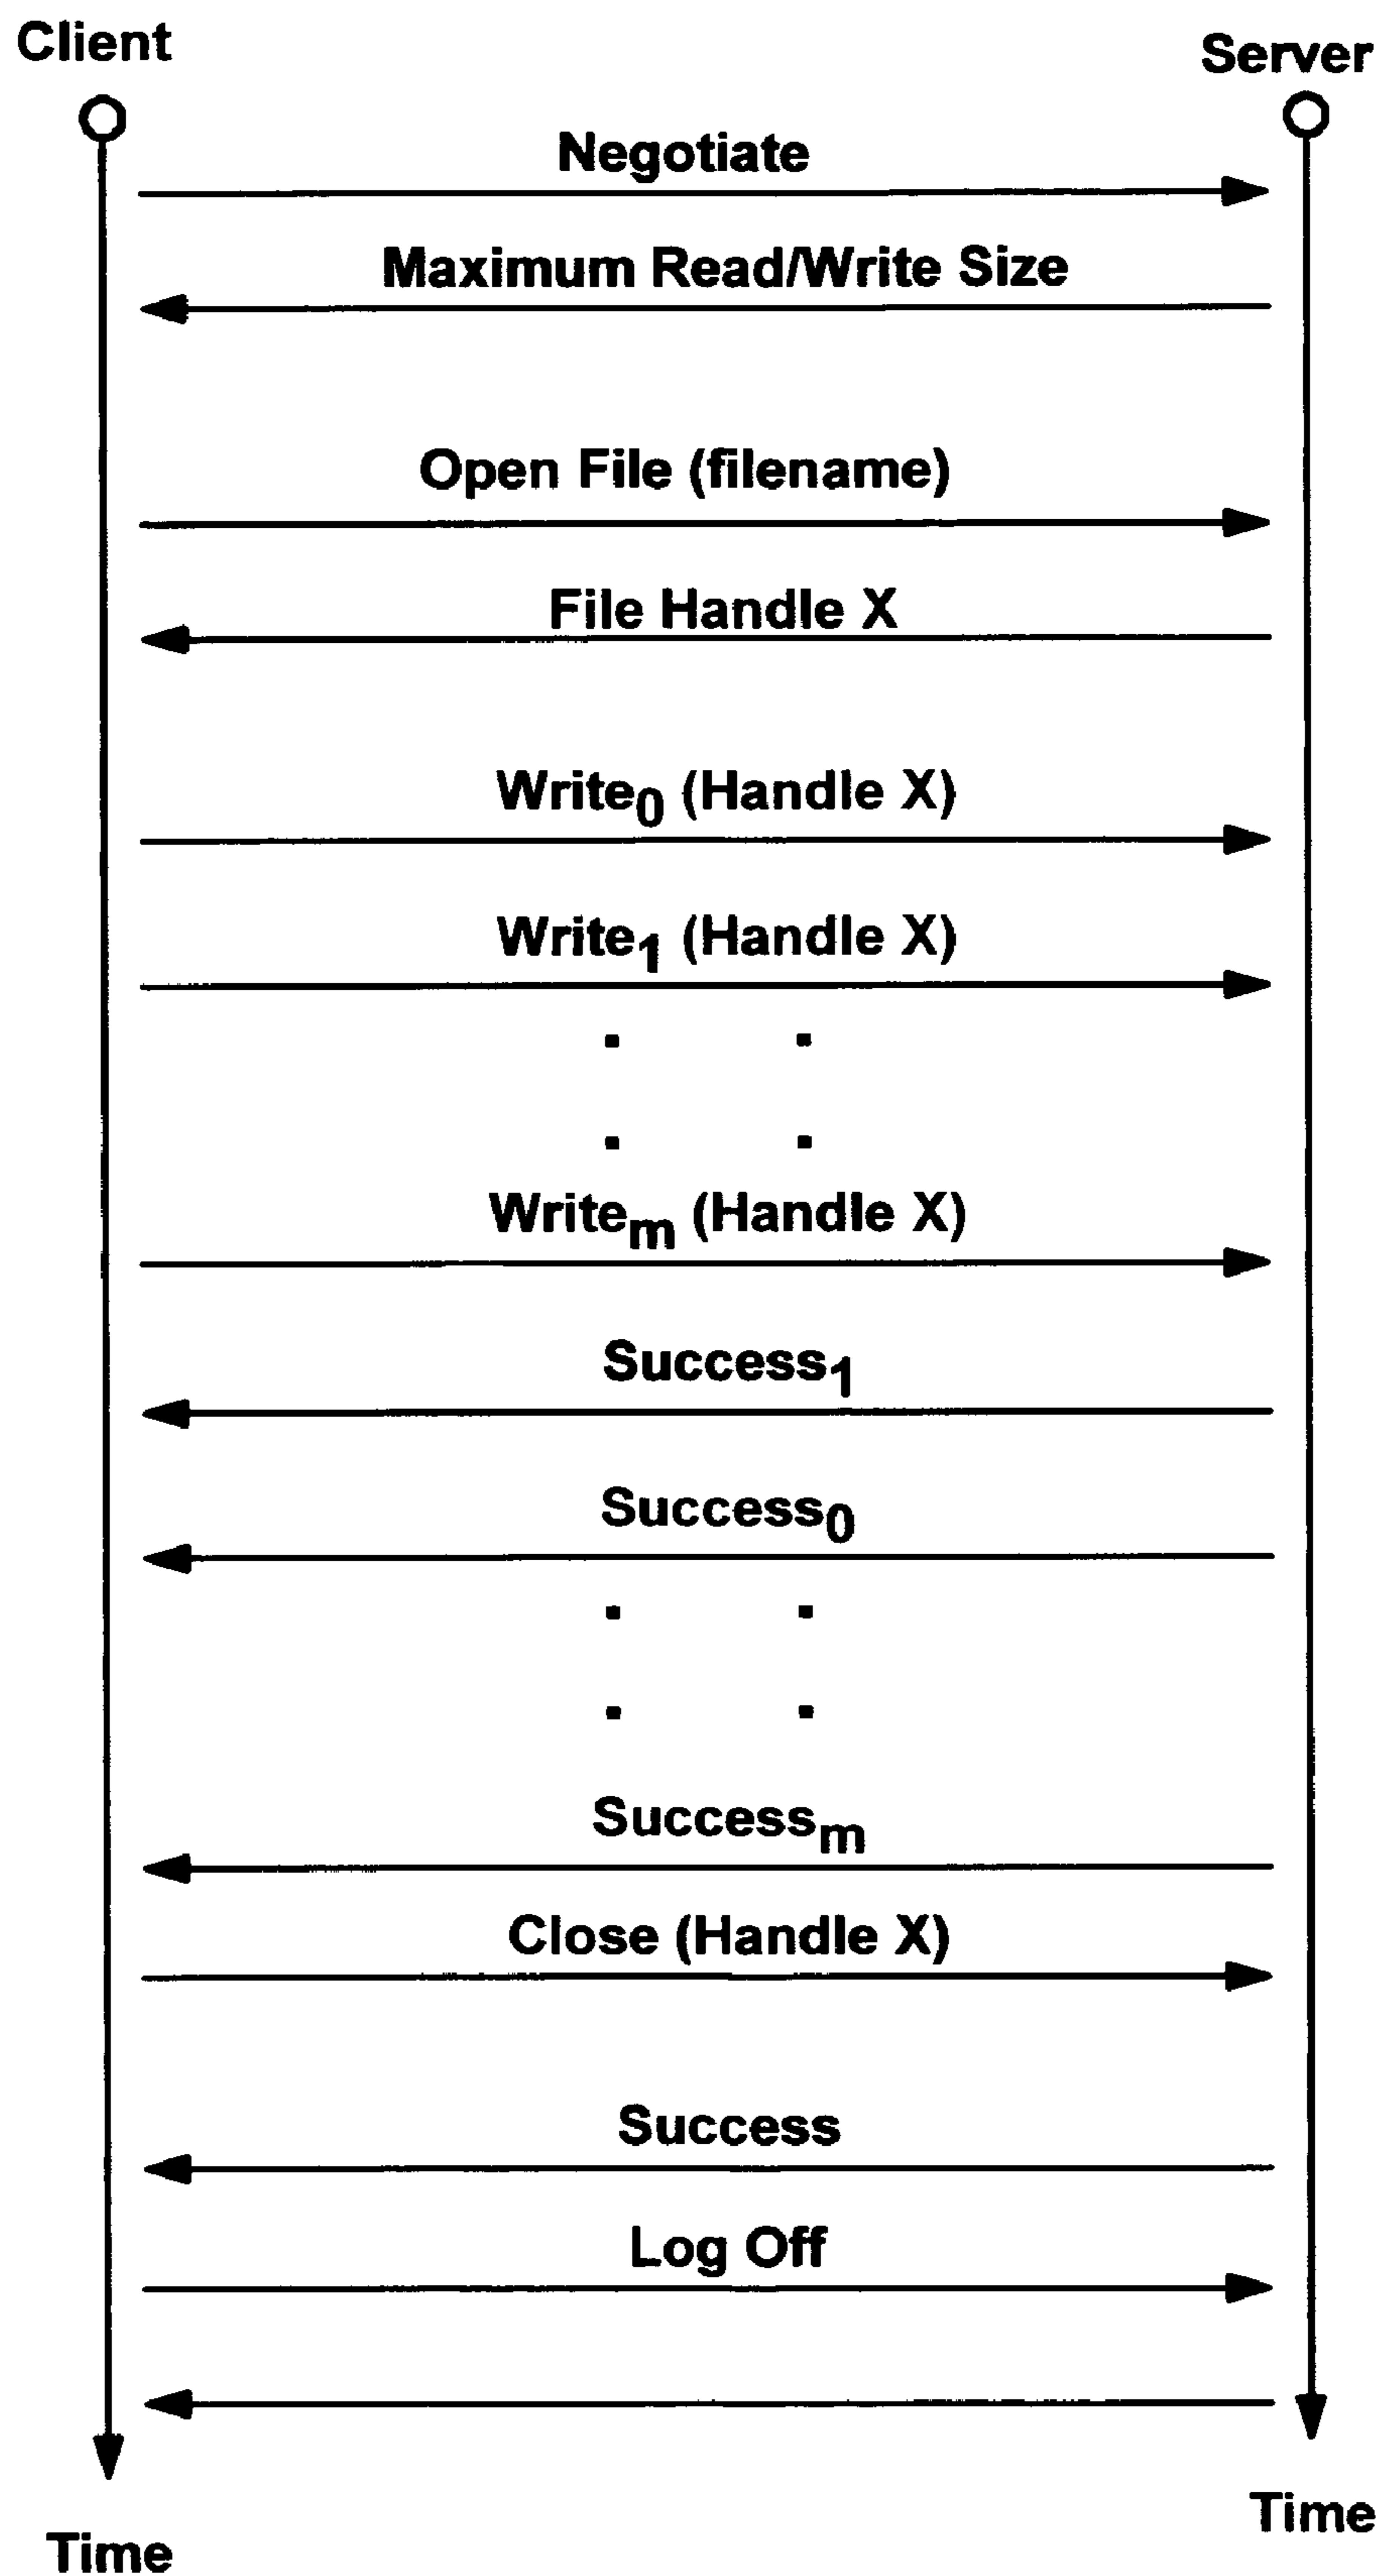 Client
Server
Negotiate
Maximum Read/Write Size
Open File (filename)
File Handle X
Write0 (Handle X)
Write1 (Handle X)
Writem (Handle X)
Success1
Success0
Successm
Close (Handle X)
Success
Log Off
Time
Time